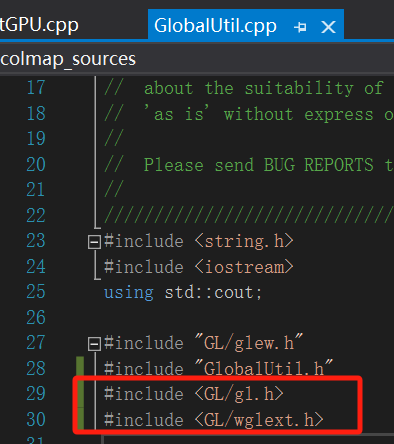 tGPU.cpp GlobalUtil.cpp
colmap_sources
17 // about the suitability of
18 // 'as is' without express o
19 //
20 // Please send BUG REPORTS t
21 //
22 /////////////////////////////
23 #include <string.h>
24 #include <iostream>
25 using std::cout;
26
27 #include "GL/glew.h"
28 #include "GlobalUtil.h"
29 #include <GL/gl.h>
30 #include <GL/wglext.h>
31